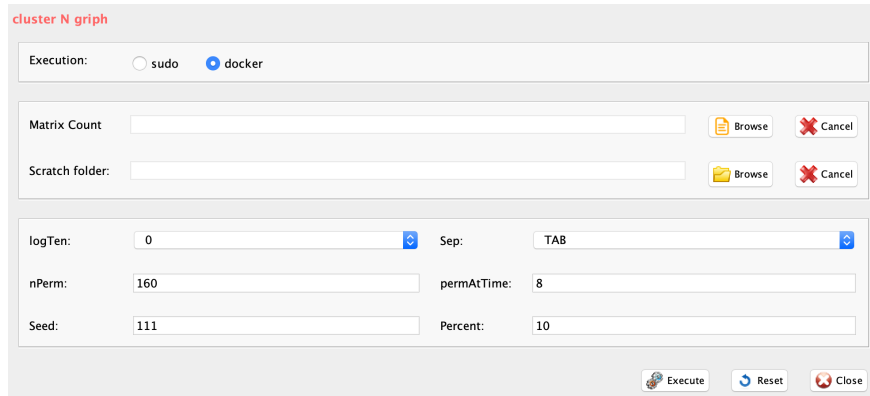 cluster N griph
Execution: sudo docker
Matrix Count Browse Cancel
Scratch folder: Browse Cancel
logTen: 0 Sep: TAB
nPerm: 160 permAtTime: 8
Seed: 111 Percent: 10
Execute Reset Close